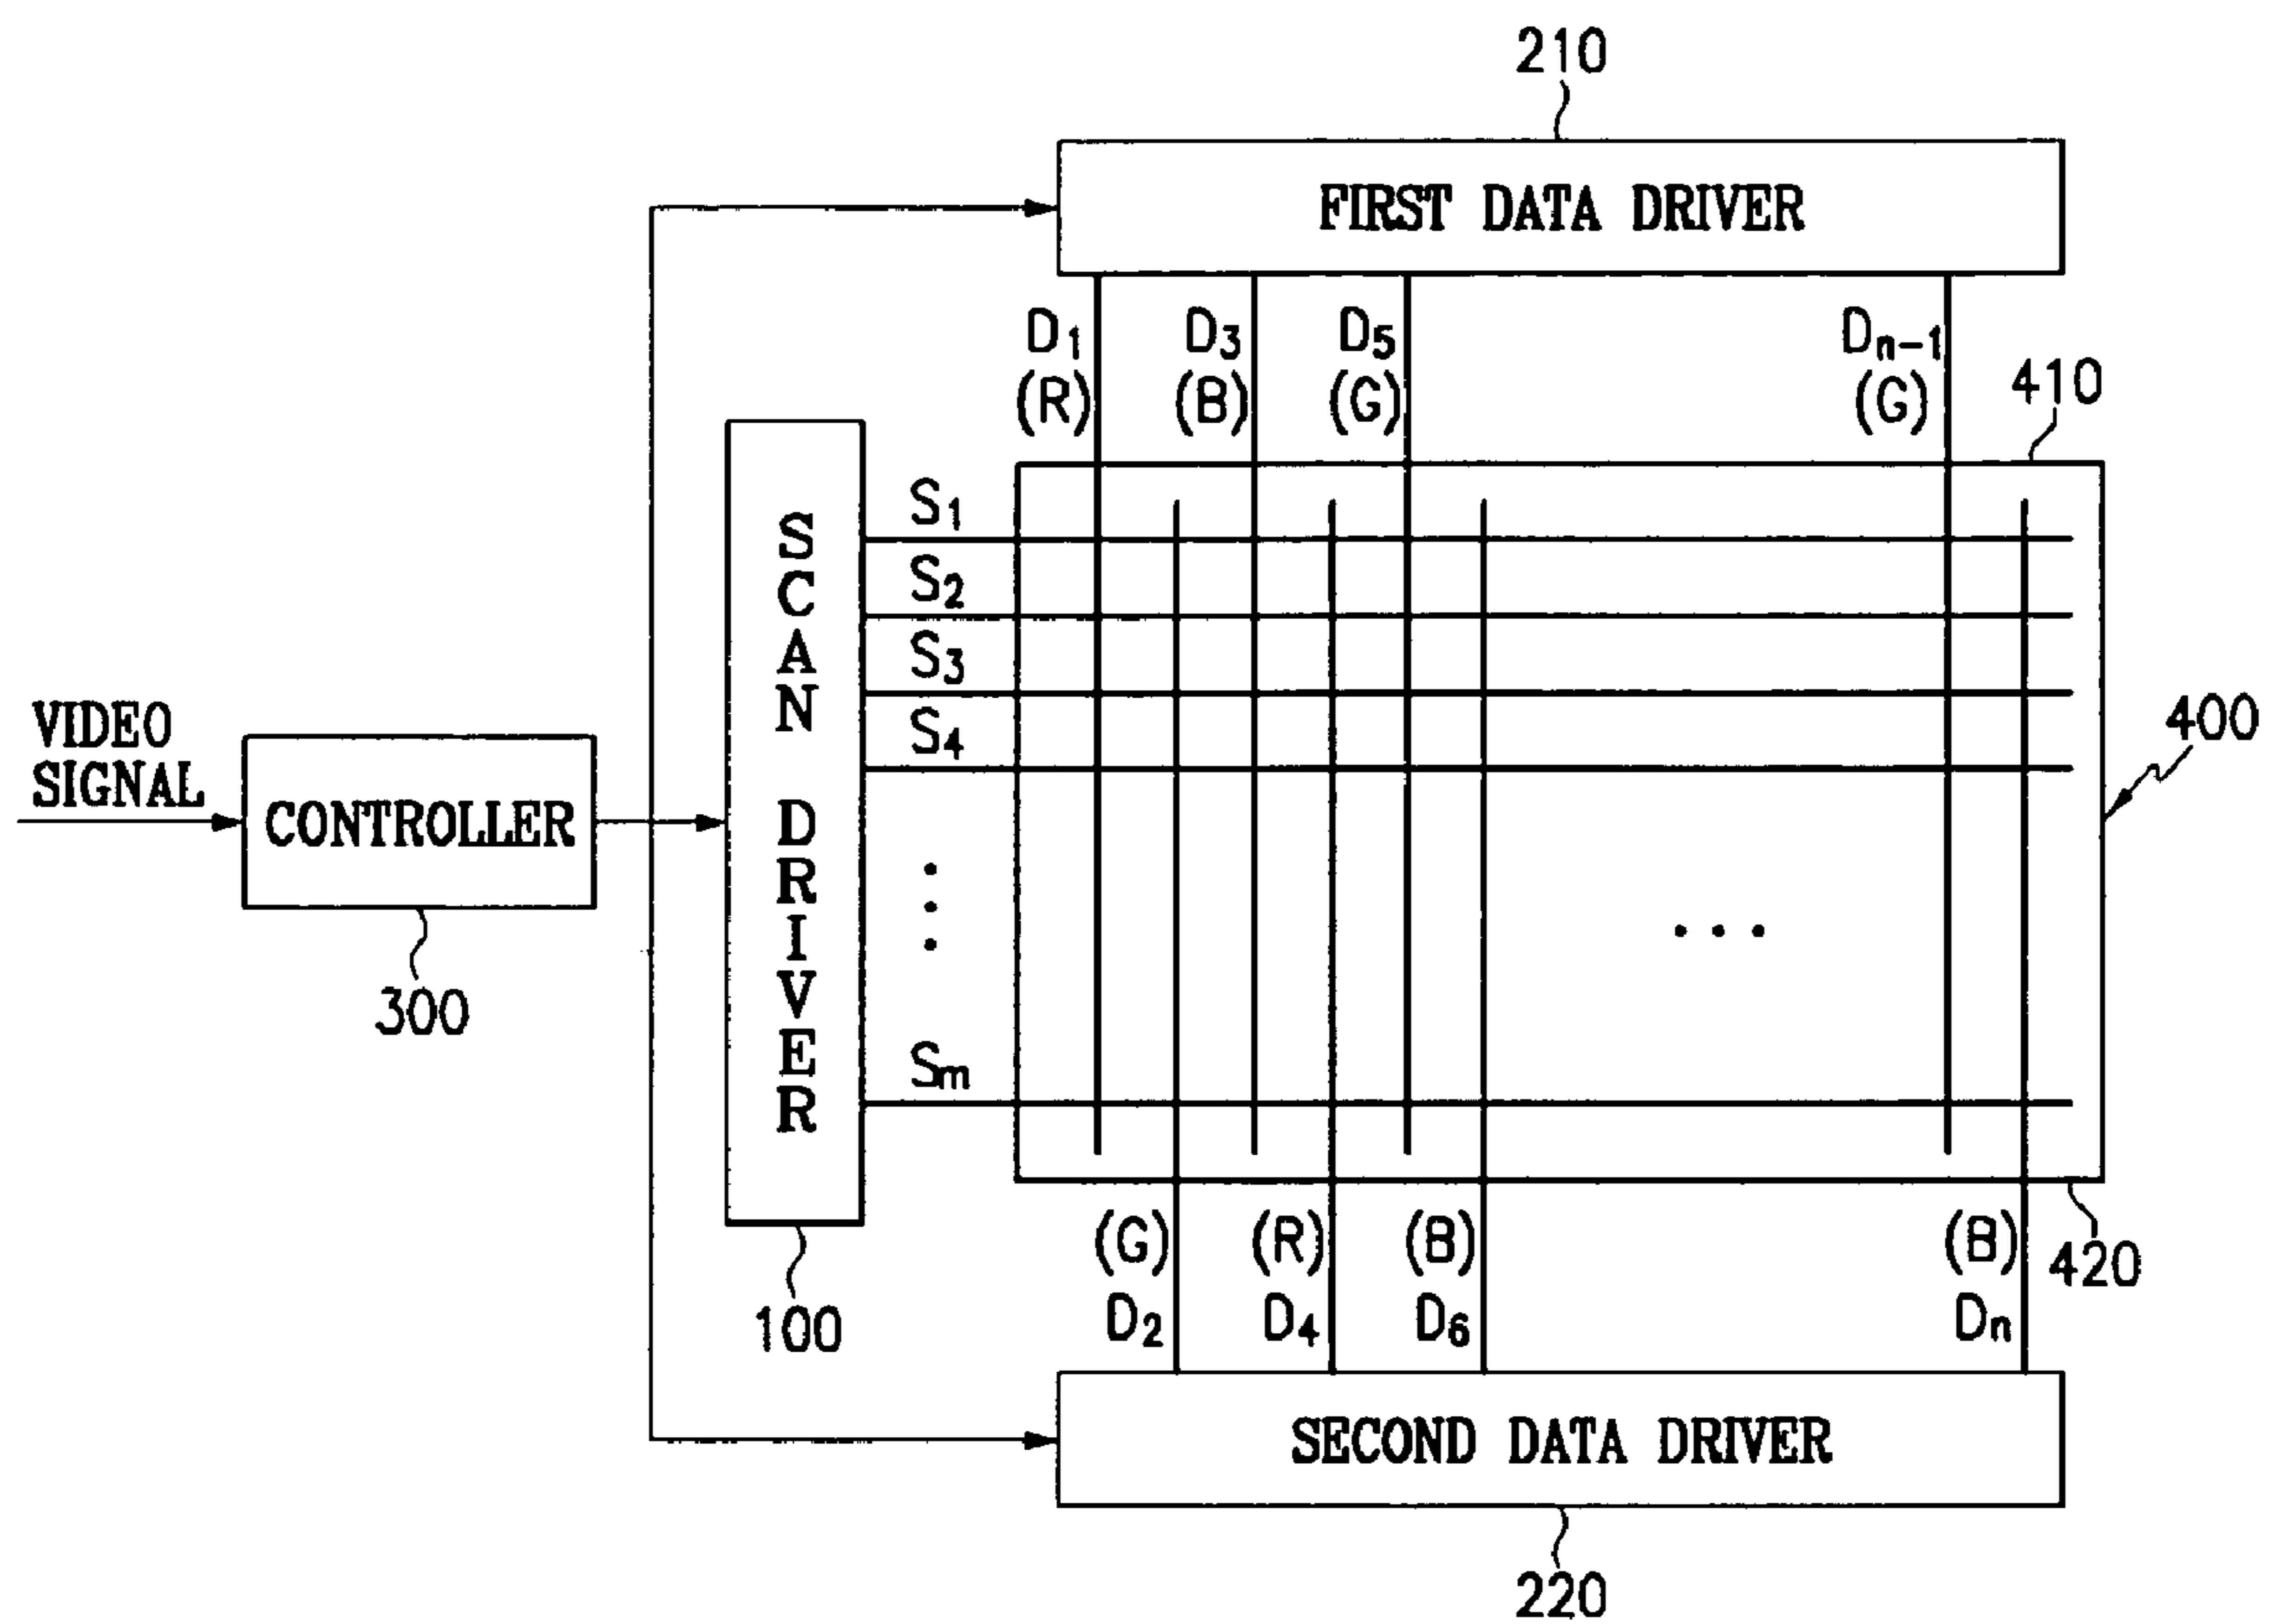 210
FIRST DATA DRIVER
D1 D3 D5 Dn-1
(R) (B) (G) (G)
410
SCAN DRIVER
S1
S2
S3
S4
Sm
400
VIDEO
SIGNAL
CONTROLLER
300
100
(G) (R) (B) (B)
D2 D4 D6 Dn
420
SECOND DATA DRIVER
220